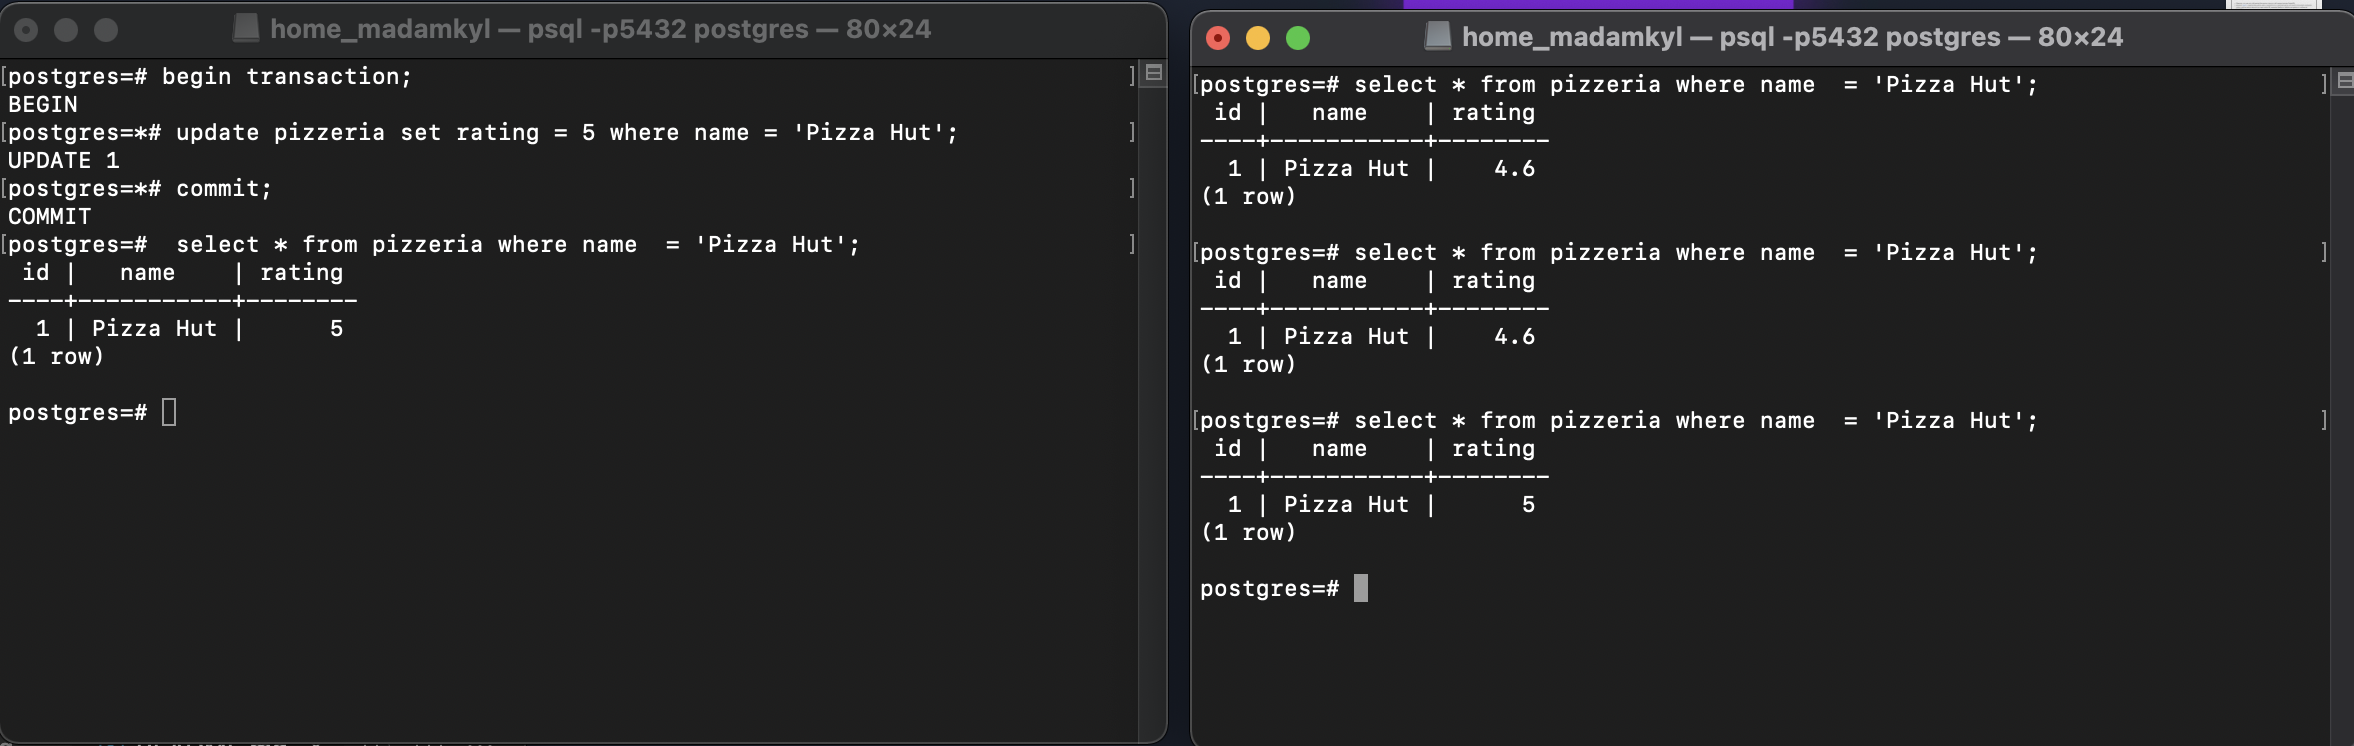 home_madamkyl — psql -p5432 postgres — 80×24
[postgres=# begin transaction; ]
BEGIN
[postgres=*# update pizzeria set rating = 5 where name = 'Pizza Hut'; ]
UPDATE 1
[postgres=*# commit; ]
COMMIT
[postgres=#  select * from pizzeria where name  = 'Pizza Hut'; ]
 id |   name    | rating
----+-----------+--------
  1 | Pizza Hut |      5
(1 row)
postgres=#
home_madamkyl — psql -p5432 postgres — 80×24
[postgres=# select * from pizzeria where name  = 'Pizza Hut'; ]
 id |   name    | rating
----+-----------+--------
  1 | Pizza Hut |    4.6
(1 row)
[postgres=# select * from pizzeria where name  = 'Pizza Hut'; ]
 id |   name    | rating
----+-----------+--------
  1 | Pizza Hut |    4.6
(1 row)
[postgres=# select * from pizzeria where name  = 'Pizza Hut'; ]
 id |   name    | rating
----+-----------+--------
  1 | Pizza Hut |      5
(1 row)
postgres=#